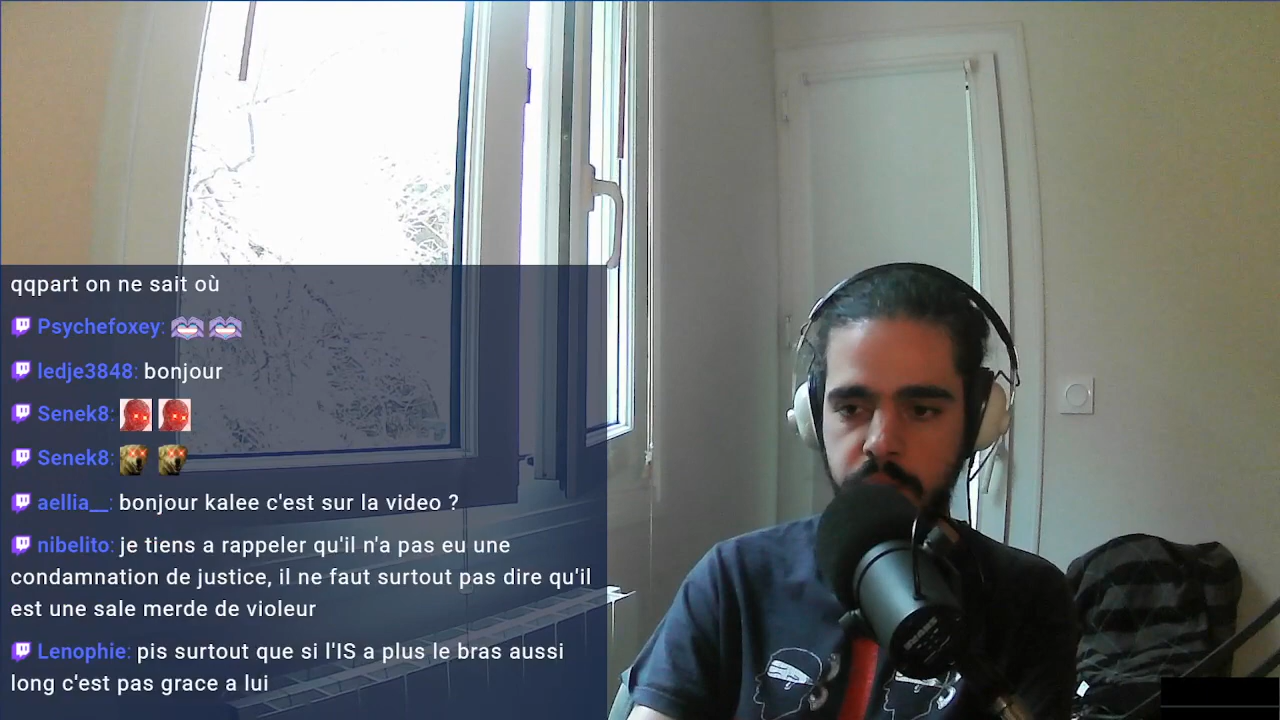 qqpart on ne sait où
Psychefoxey:
ledje3848: bonjour
Senek8:
Senek8:
aellia__: bonjour kalee c'est sur la video ?
nibelito: je tiens a rappeler qu'il n'a pas eu une
condamnation de justice, il ne faut surtout pas dire qu'il
est une sale merde de violeur
Lenophie: pis surtout que si l'IS a plus le bras aussi
long c'est pas grace a lui